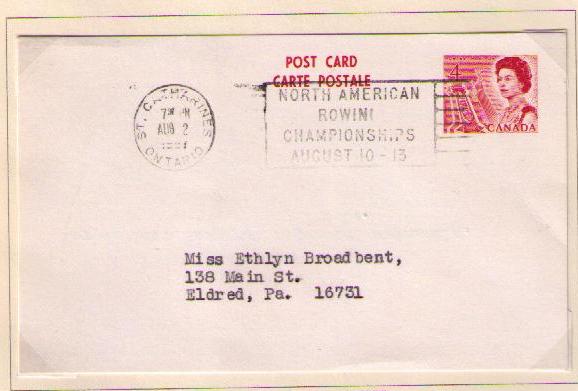 POST CARD
CARTE POSTALE
4
CANADA
ST. CATHARINES
PM
AUG 2
ONTARIO
NORTH AMERICAN
ROWING
CHAMPIONSHIPS
AUGUST 10-13
Miss Ethlyn Broadbent,
138 Main St.
Eldred, Pa. 16731